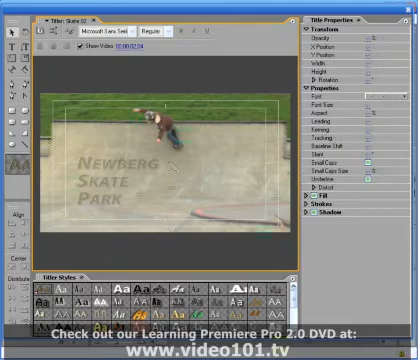 Titler: Skate 02
Microsoft Sans Serif
Regular
Show Video 00;00;02;04
Title Properties
Transform
Opacity
X Position
Y Position
Width
Height
Rotation
Properties
Font
Font Size
Aspect
Leading
Kerning
Tracking
Baseline Shift
Slant
Small Caps
Small Caps Size
Underline
Distort
Fill
Strokes
Shadow
Newberg
Skate
Park
Align
Center
Distribute
Titler Styles
Check out our Learning Premiere Pro 2.0 DVD at:
www.video101.tv